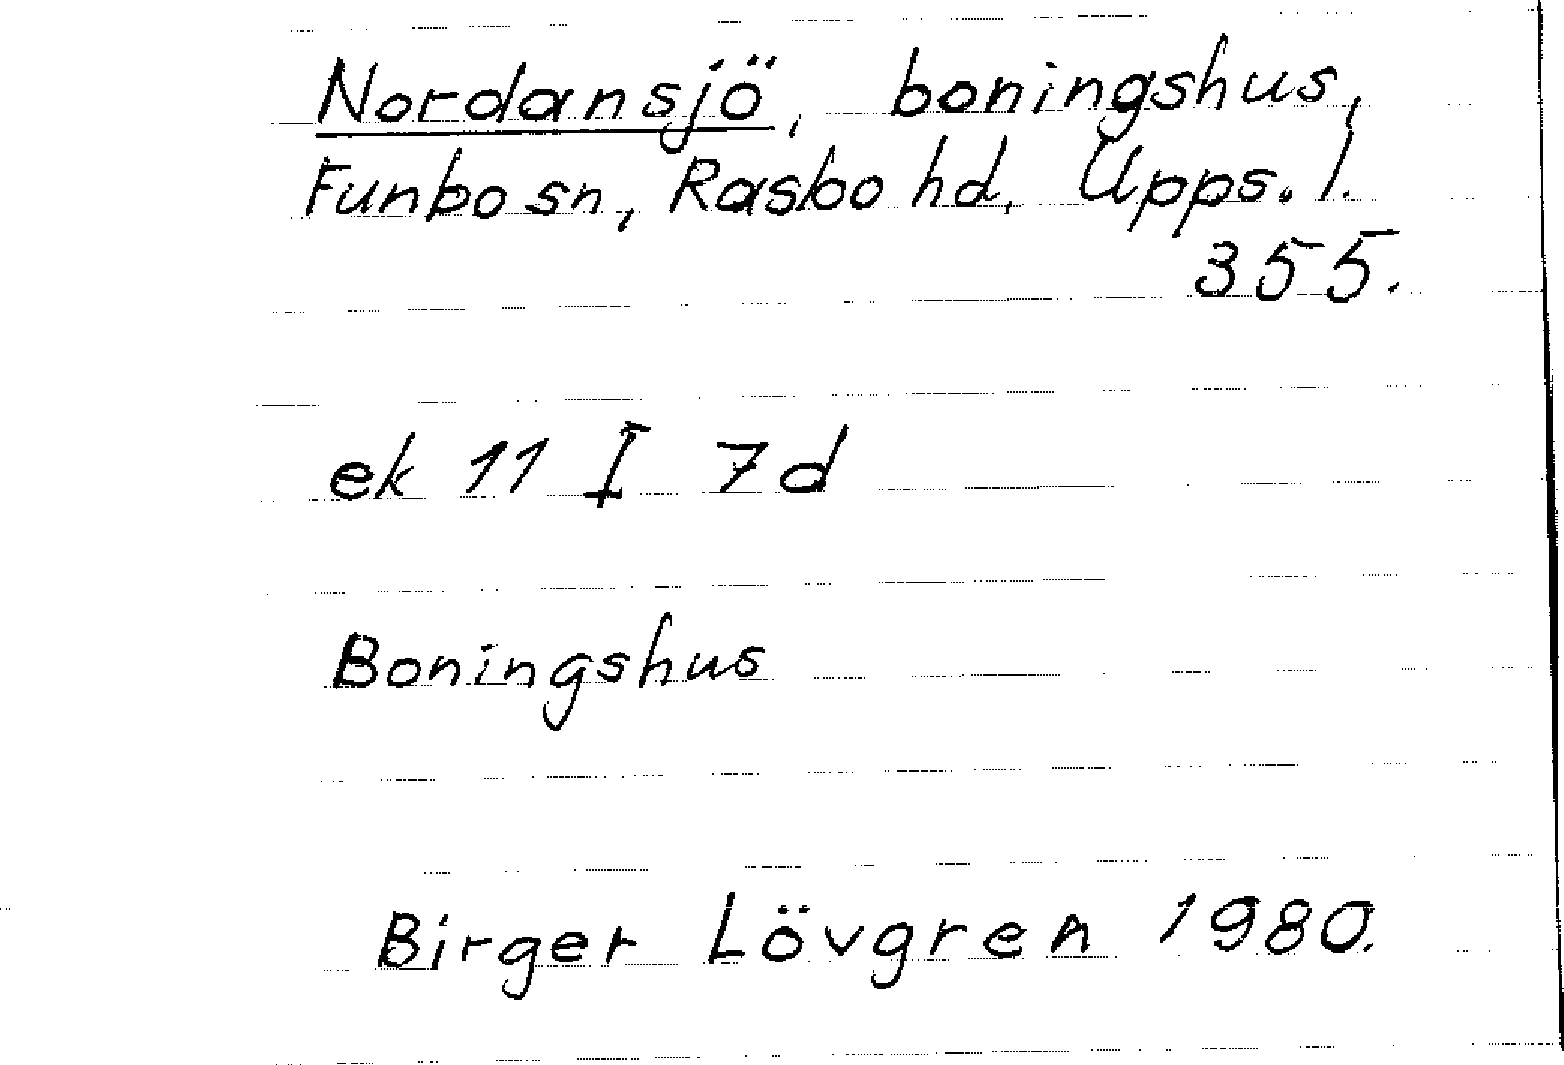 Nordansjö, boningshus,
Funbo sn, Rasbo hd, Upps. l.
355.
ek 11 I 7d
Boningshus
Birger Lövgren 1980.